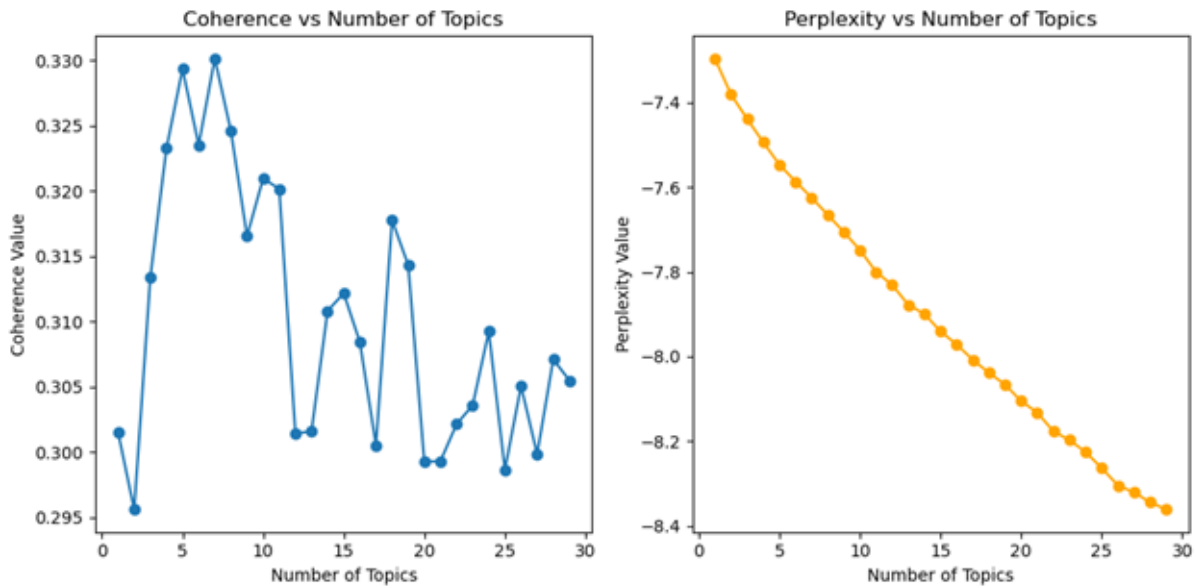 Coherence vs Number of Topics
0.330
0.325
0.320
0.315
0.310
0.305
0.300
0.295
Coherence Value
0 5 10 15 20 25 30
Number of Topics
Perplexity vs Number of Topics
−7.4
−7.6
−7.8
−8.0
−8.2
−8.4
Perplexity Value
0 5 10 15 20 25 30
Number of Topics